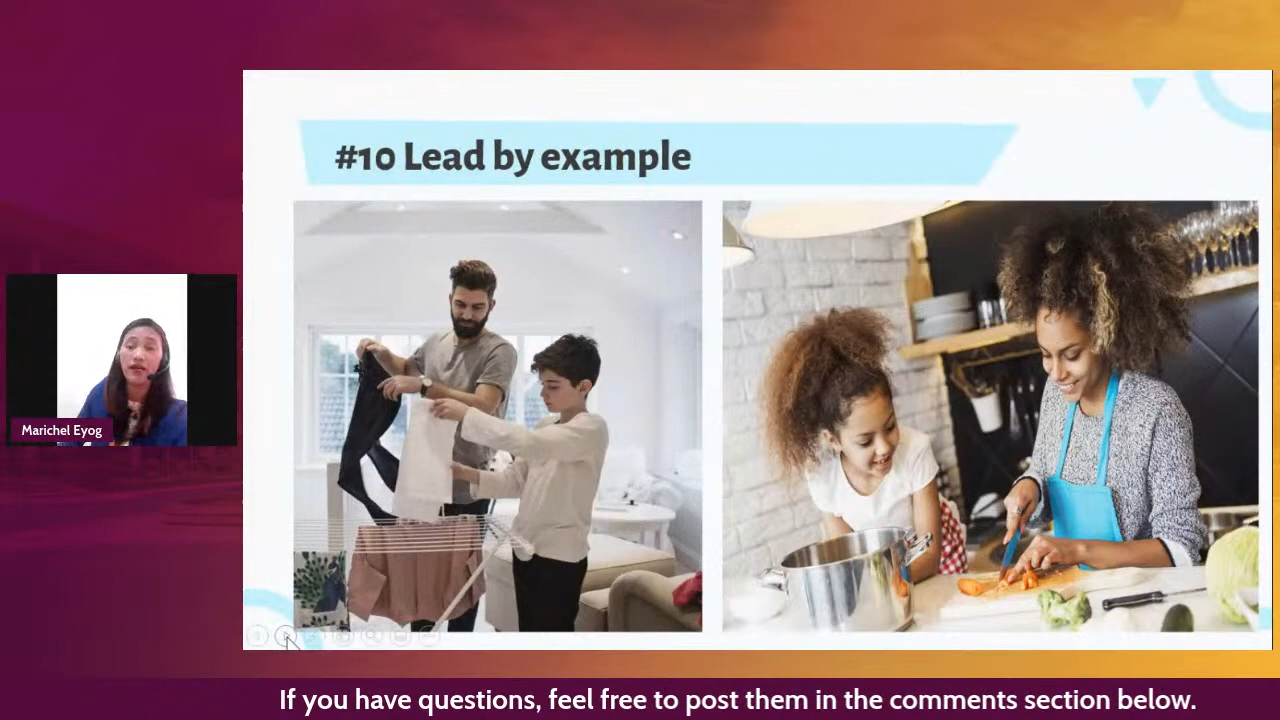 #10 Lead by example
Marichel Eyog
If you have questions, feel free to post them in the comments section below.